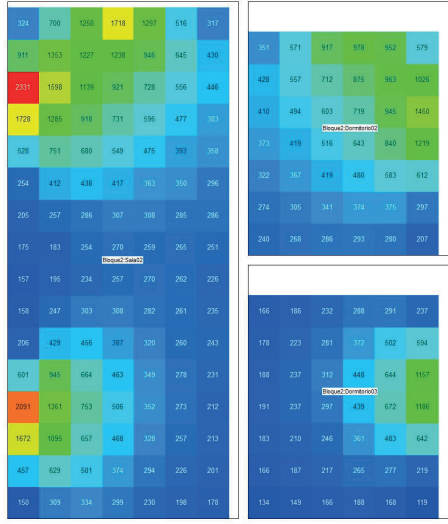 324 700 1258 1718 1297 516 317
911 1353 1227 1238 946 645 430
2331 1598 1139 921 728 556 446
1728 1285 918 731 596 477 383
528 751 680 549 475 393 358
254 412 438 417 363 350 296
205 257 286 307 308 285 286
175 183 254 270 259 265 251
Bloque2:Sala02
157 195 234 257 270 262 226
158 247 303 308 282 261 235
206 429 456 387 320 260 243
601 945 664 463 349 278 231
2091 1361 753 506 352 273 212
1672 1095 657 468 328 257 213
457 629 501 374 294 226 201
150 309 334 299 230 198 178
351 571 917 978 952 579
428 557 712 875 963 1026
410 494 603 719 945 1460
Bloque2:Dormitorio02
373 419 516 643 840 1219
322 367 419 480 583 612
274 305 341 374 375 297
240 268 286 293 280 207
166 186 232 288 291 237
178 223 281 372 502 594
188 237 312 448 644 1157
Bloque2:Dormitorio03
191 237 297 439 672 1186
183 210 246 361 483 642
166 187 217 265 277 219
134 149 166 188 168 119